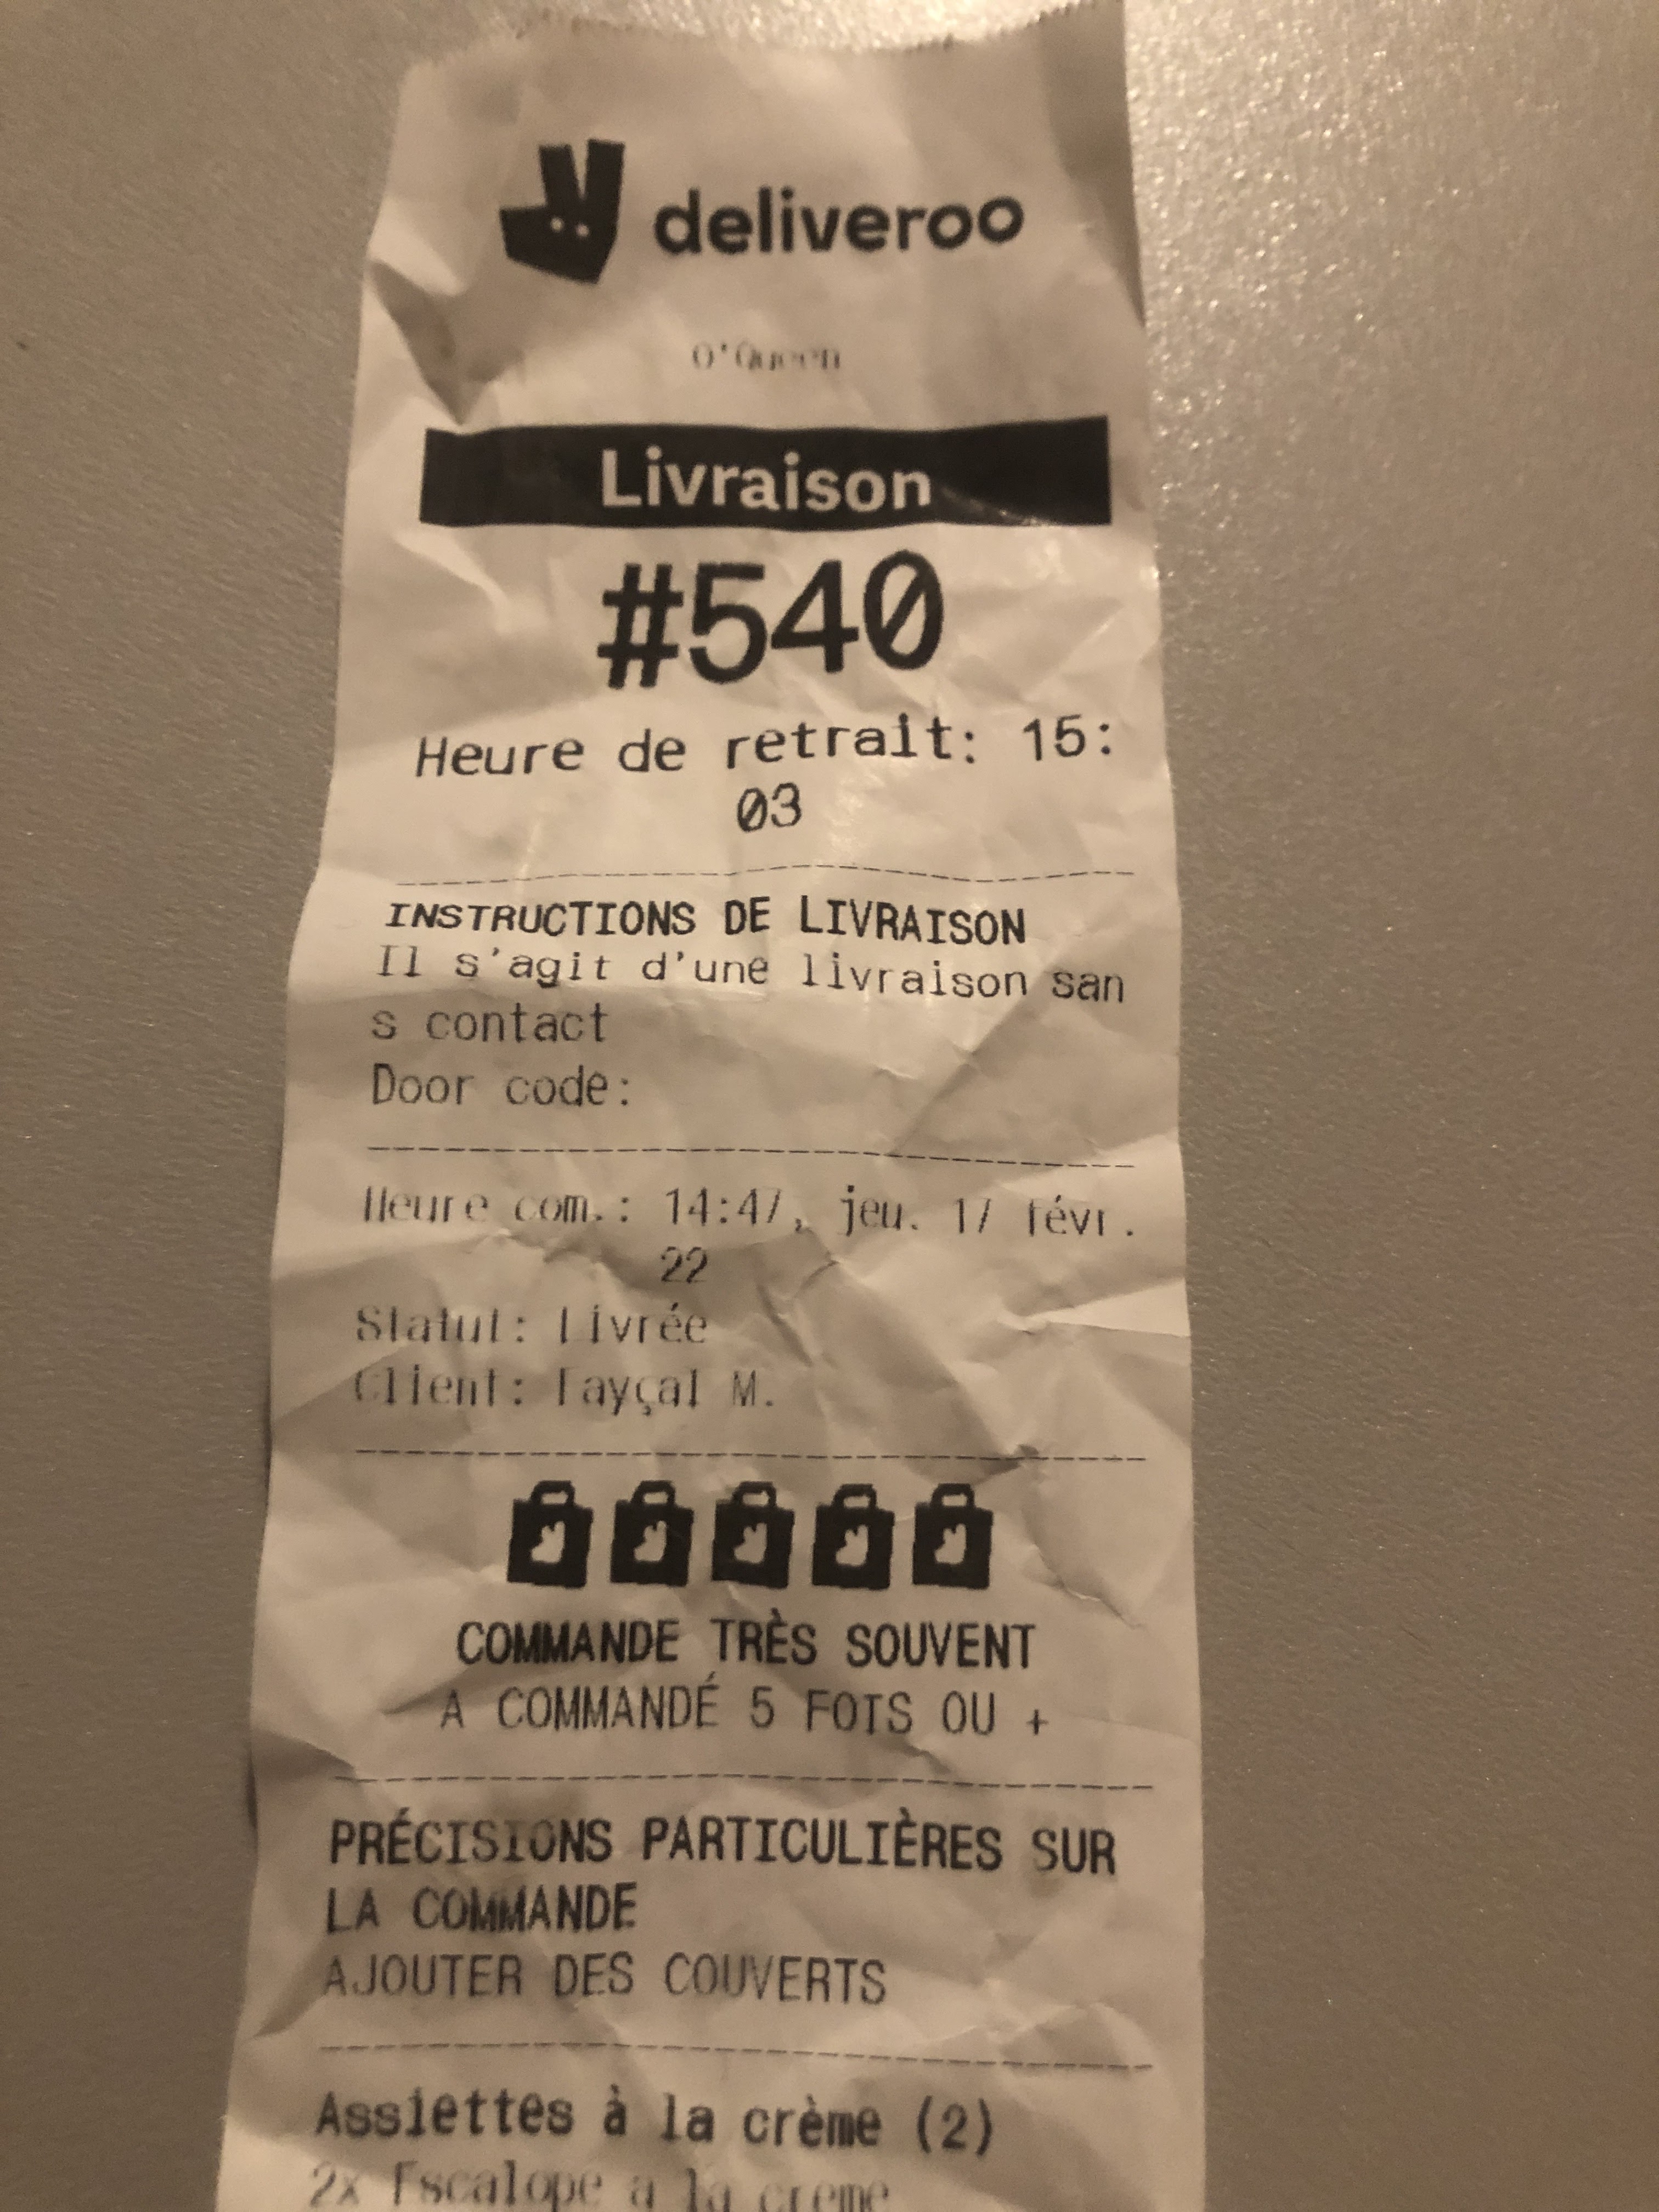 deliveroo
O'Queen
Livraison
#540
Heure de retrait: 15:
03
INSTRUCTIONS DE LIVRAISON
Il s'agit d'une livraison san
s contact
Door code:
Heure com.: 14:47, jeu. 17 févr.
22
Statut: Livrée
Client: Fayçal M.
COMMANDE TRÈS SOUVENT
A COMMANDÉ 5 FOIS OU +
PRÉCISIONS PARTICULIÈRES SUR
LA COMMANDE
AJOUTER DES COUVERTS
Assiettes à la crème (2)
2x Escalope a la creme